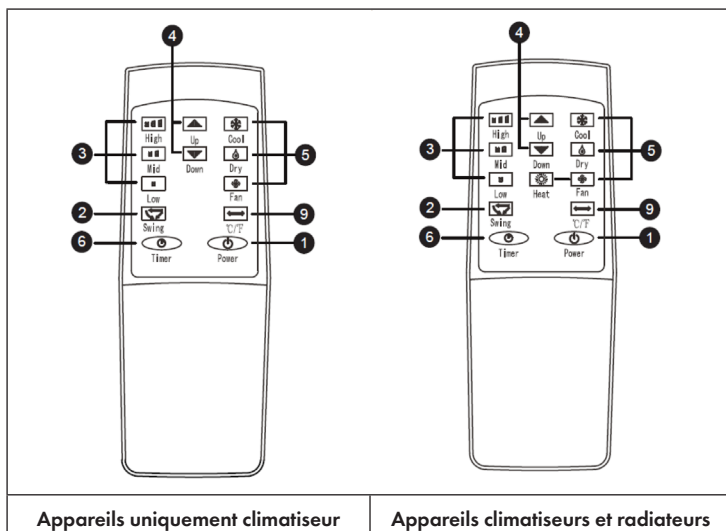 4
High Up Cool
3 5
Mid Down Dry
Low Fan
2 9
Swing °C/°F
6 1
Timer Power
4
High Up Cool
3 5
Mid Down Dry
Low Heat Fan
2 9
Swing °C/°F
6 1
Timer Power
Appareils uniquement climatiseur
Appareils climatiseurs et radiateurs